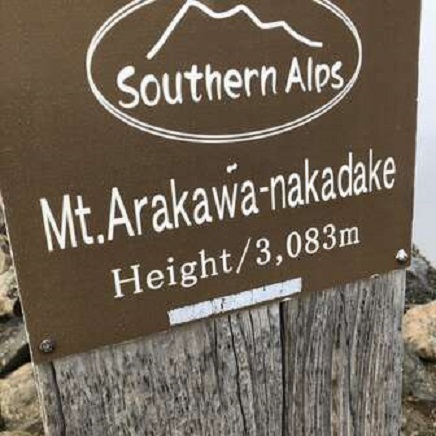 Southern Alps
Mt.Arakawa-nakadake
Height/3,083m